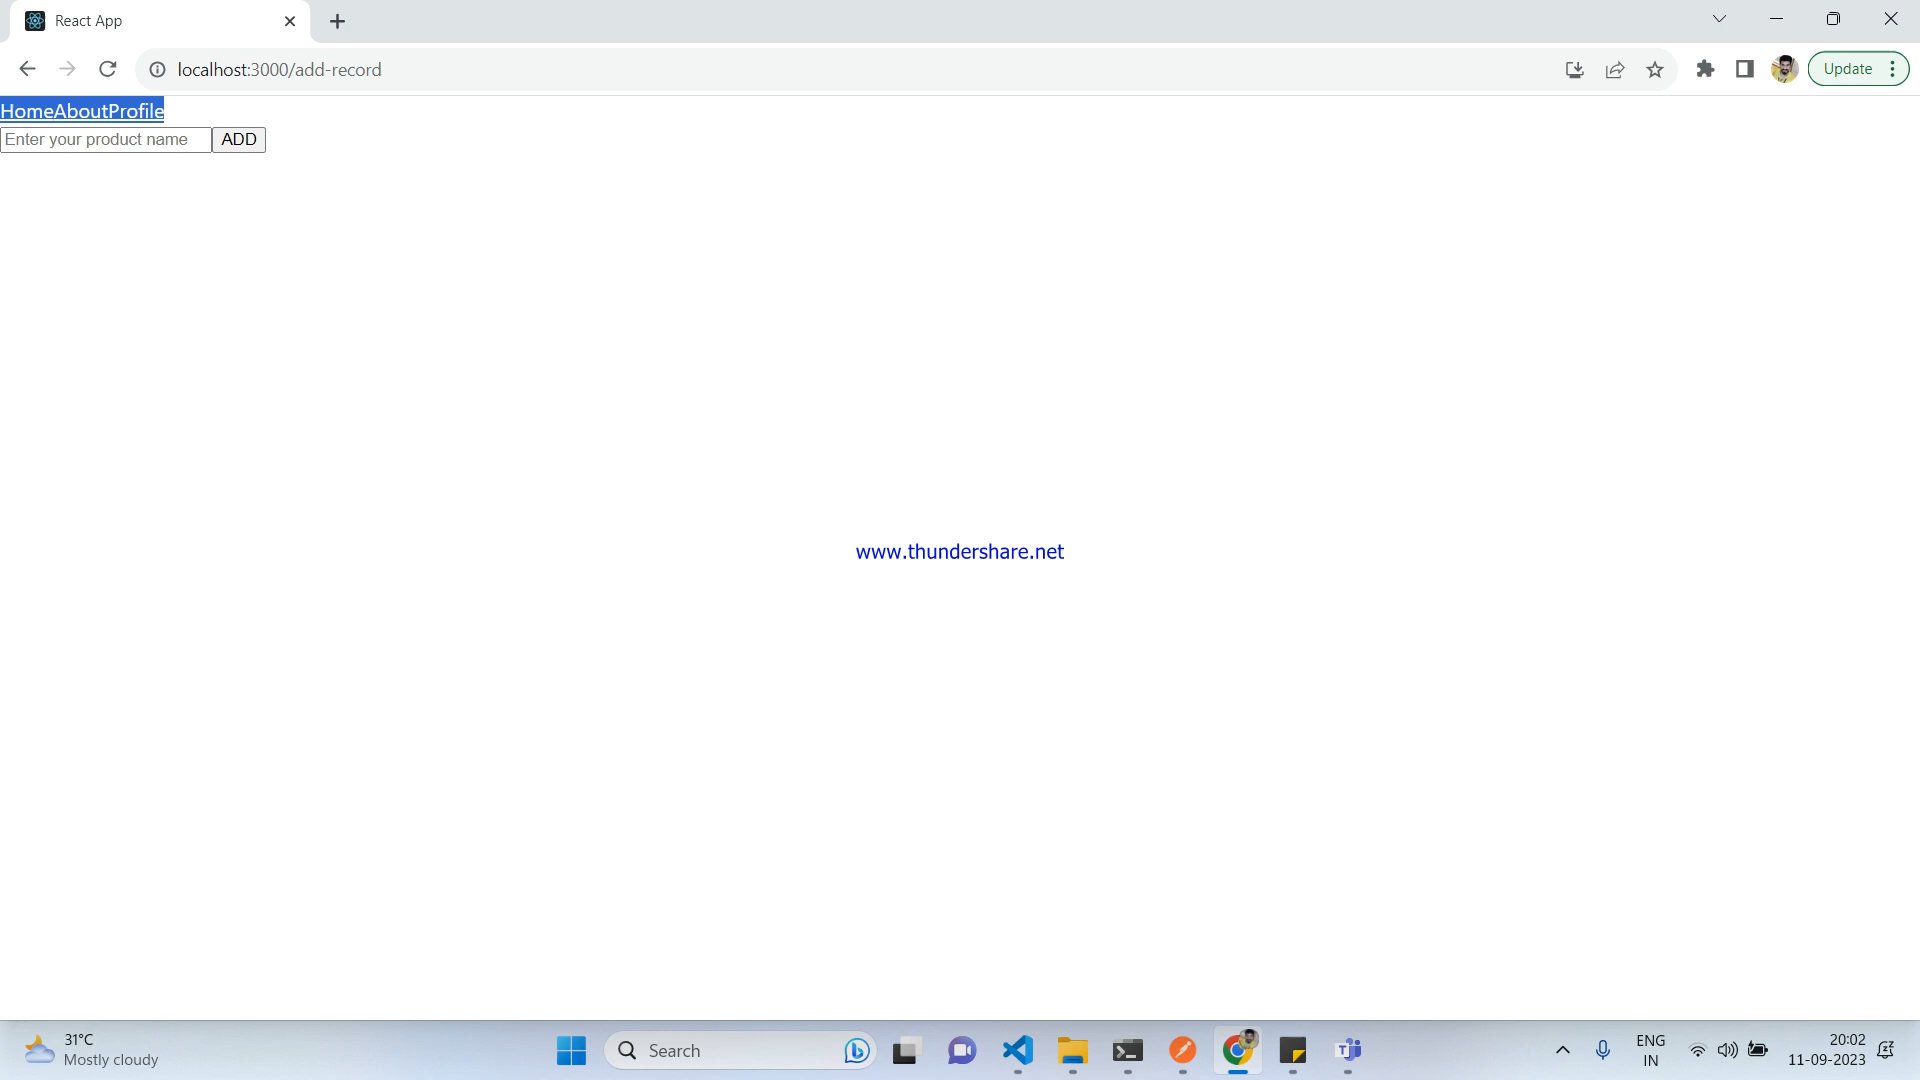 React App
localhost:3000/add-record
Update
HomeAboutProfile
Enter your product name ADD
www.thundershare.net
31°C
Mostly cloudy
Search
ENG
IN
20:02
11-09-2023